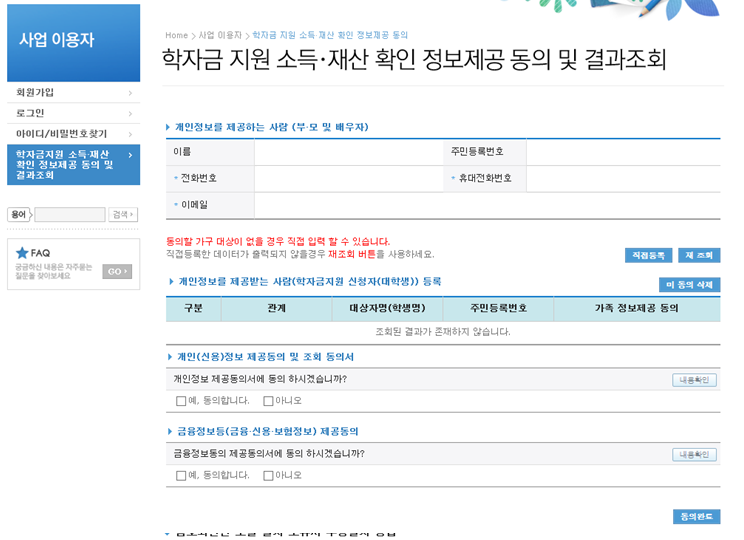 사업 이용자
회원가입
로그인
아이디/비밀번호찾기
학자금지원 소득·재산
확인 정보제공 동의 및
결과조회
용어
검색
FAQ
궁금하신 내용은 자주묻는
질문을 찾아보세요
GO
Home > 사업 이용자 > 학자금 지원 소득·재산 확인 정보제공 동의
학자금 지원 소득·재산 확인 정보제공 동의 및 결과조회
개인정보를 제공하는 사람 (부·모 및 배우자)
이름 주민등록번호
전화번호 휴대전화번호
이메일
동의할 가구 대상이 없을 경우 직접 입력 할 수 있습니다.
직접등록한 데이터가 출력되지 않을경우 재조회 버튼을 사용하세요.
직접등록 재 조회
개인정보를 제공받는 사람(학자금지원 신청자(대학생)) 등록
미 동의 삭제
구분 관계 대상자명(학생명) 주민등록번호 가족 정보제공 동의
조회된 결과가 존재하지 않습니다.
개인(신용)정보 제공동의 및 조회 동의서
개인정보 제공동의서에 동의 하시겠습니까?
내용확인
예, 동의합니다. 아니오
금융정보등(금융·신용·보험정보) 제공동의
금융정보등의 제공동의서에 동의 하시겠습니까?
내용확인
예, 동의합니다. 아니오
동의완료